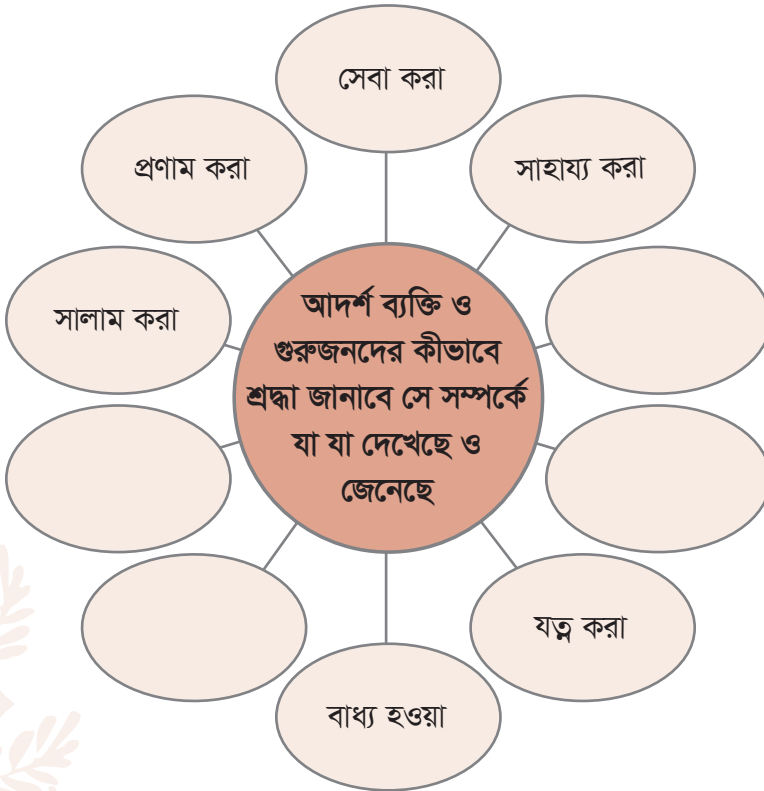 সেবা করা
প্রণাম করা
সাহায্য করা
সালাম করা
আদর্শ ব্যক্তি ও
গুরুজনদের কীভাবে
শ্রদ্ধা জানাবে সে সম্পর্কে
যা যা দেখেছে ও
জেনেছে
যত্ন করা
বাধ্য হওয়া